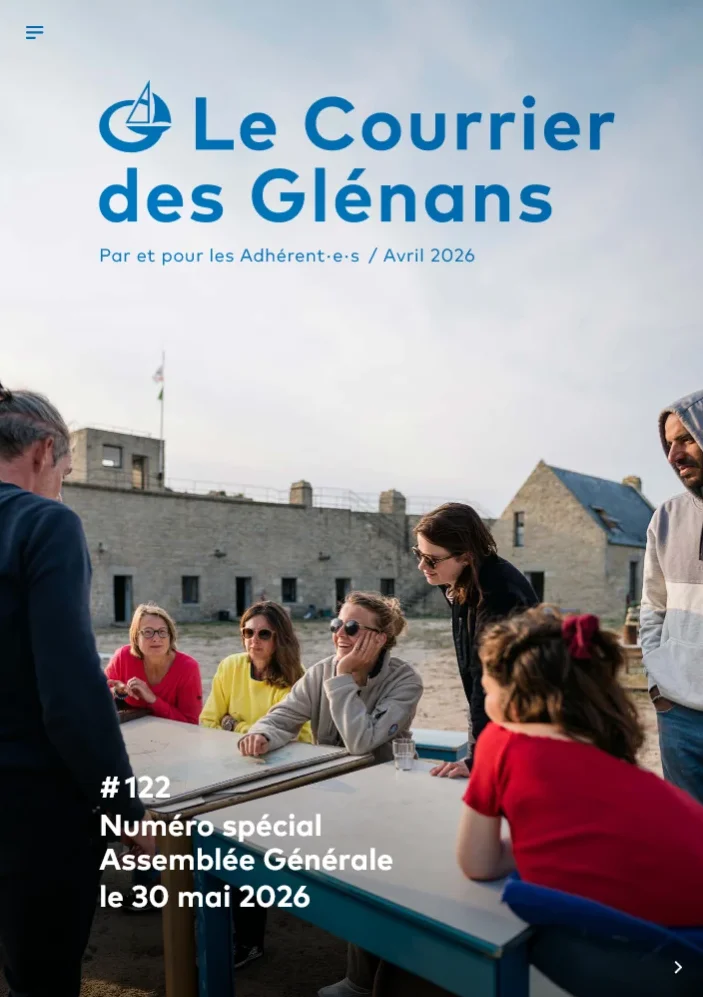 Le Courrier
des Glénans
Par et pour les Adhérent·e·s / Avril 2026
#122
Numéro spécial
Assemblée Générale
le 30 mai 2026